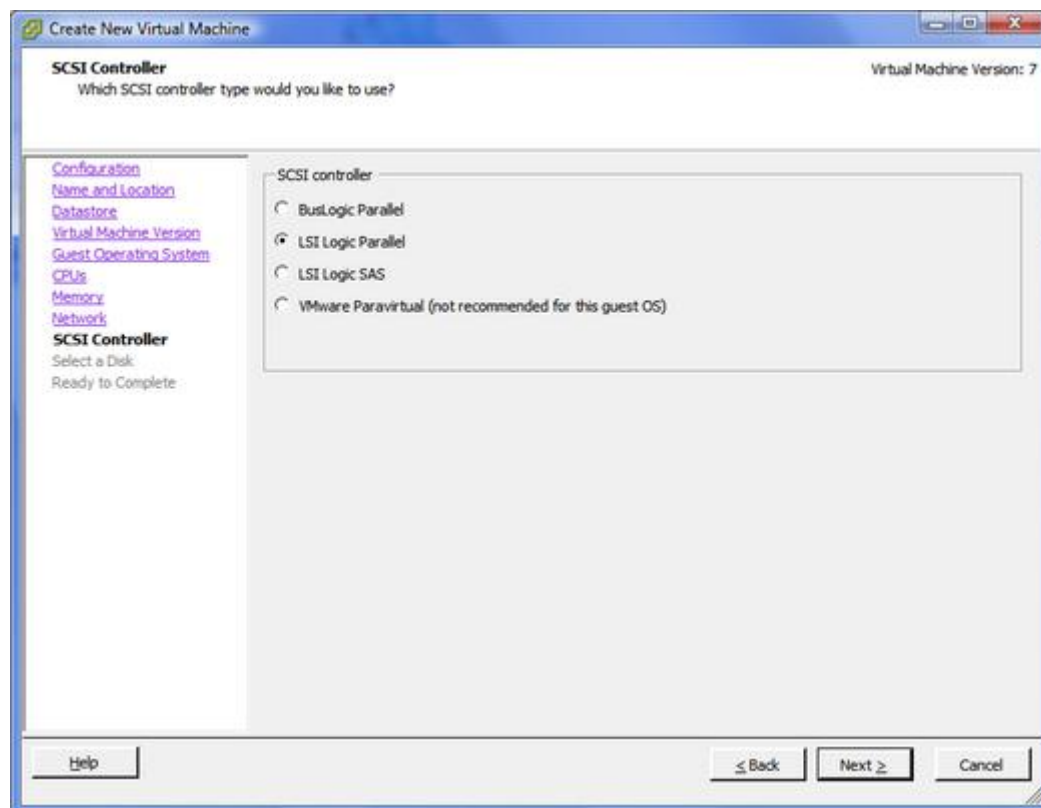 Create New Virtual Machine
SCSI Controller
Which SCSI controller type would you like to use?
Virtual Machine Version: 7
Configuration
Name and Location
Datastore
Virtual Machine Version
Guest Operating System
CPUs
Memory
Network
SCSI Controller
Select a Disk
Ready to Complete
SCSI controller
BusLogic Parallel
LSI Logic Parallel
LSI Logic SAS
VMware Paravirtual (not recommended for this guest OS)
Help
≤ Back
Next ≥
Cancel